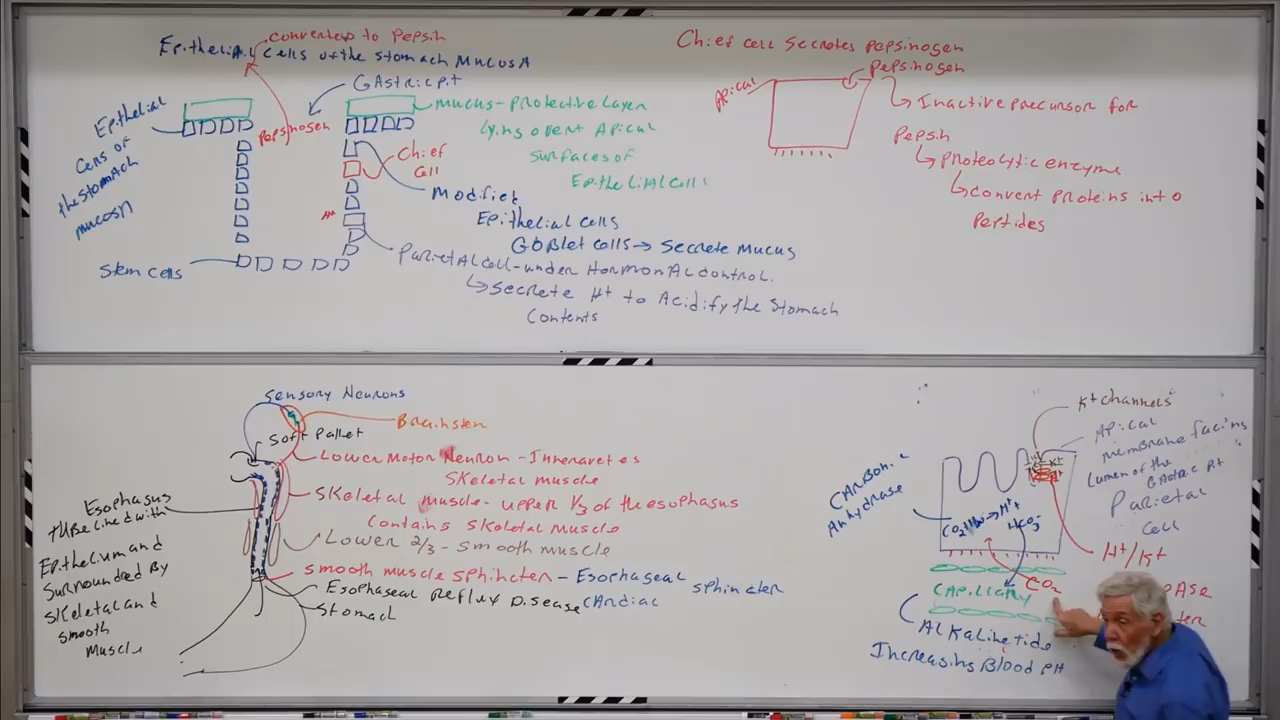 converted to Pepsin
Epithelial cells of the stomach mucosa
GAstric pit
Epithelial
cells of
the stomach
mucosa
Pepsinogen
mucus-protective layer
lying over Apical
surfaces of
Epithelial cells
Chief
cell
modified
Epithelial cells
GOBlet cells → secrete mucus
H+
ParietAl cell-under HormonAl control.
↳ Secrete H+ to Acidify the stomach
contents
Stem cells
Chief cell secretes pepsinogen
pepsinogen
Apical
↳ Inactive precursor for
Pepsin
↳ proteolytic enzyme
↳ convert proteins into
Peptides
Sensory Neurons
Brainstem
Soft Pallet
Lower Motor Neuron - Innervates
Skeletal muscle
Skeletal muscle - upper 1/3 of the esophagus
contains skeletal muscle
Lower 2/3 - Smooth muscle
smooth muscle sphincter - Esophageal sphincter
Esophageal Reflux Disease Cardiac
Stomach
Esophagus
tube lined with
Epithelium and
Surrounded By
skeletal and
smooth
muscle
K+ channels
Apical
membrane facing
lumen of the
Gastric pit
Parietal
cell
CArbonic
Anhydrase
H+
HCO3-
H+/K+
CO2
CApillary
Alkaline tide
Increasing Blood pH